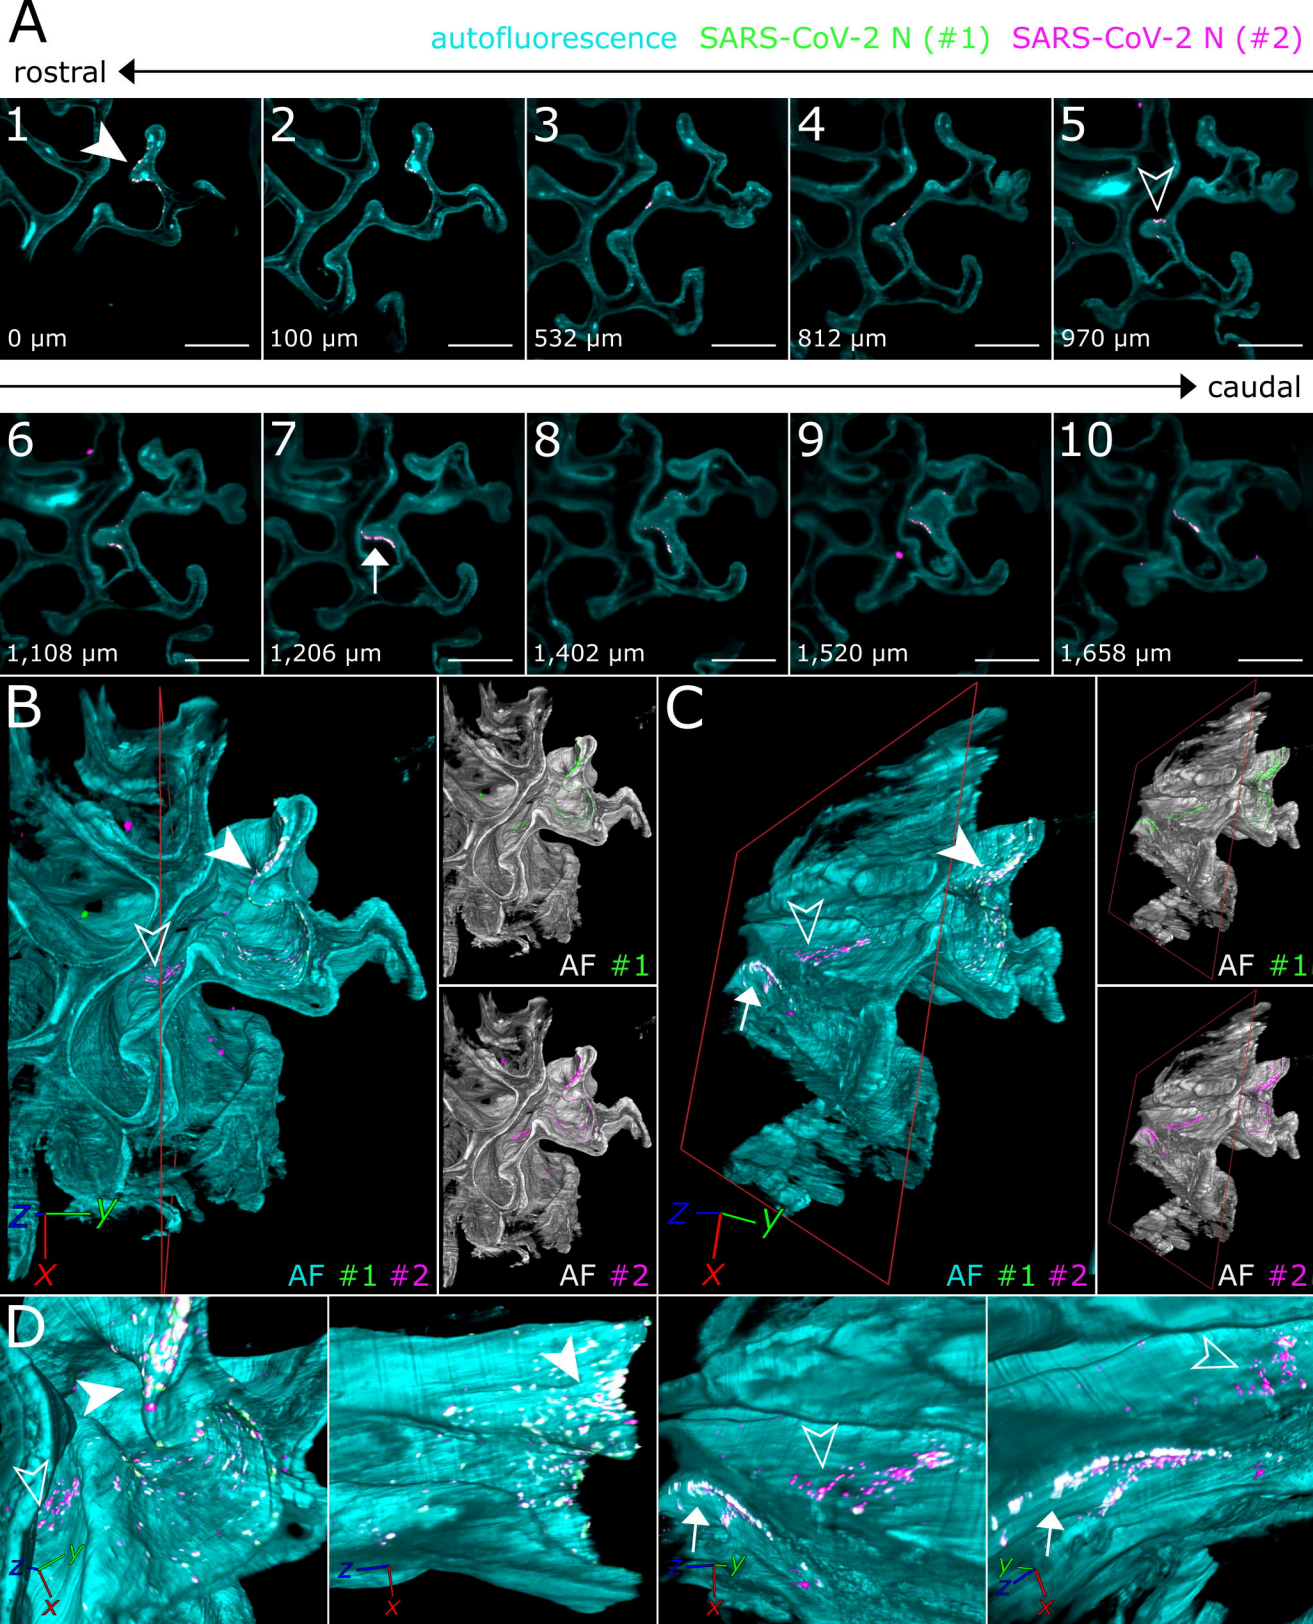 A
autofluorescence SARS-CoV-2 N (#1) SARS-CoV-2 N (#2)
rostral
1 2 3 4 5
0 µm 100 µm 532 µm 812 µm 970 µm
caudal
6 7 8 9 10
1,108 µm 1,206 µm 1,402 µm 1,520 µm 1,658 µm
B C
AF #1 AF #1
z y z y
x AF #1 #2 AF #2 x AF #1 #2 AF #2
D
z y z z y y
x x x z x